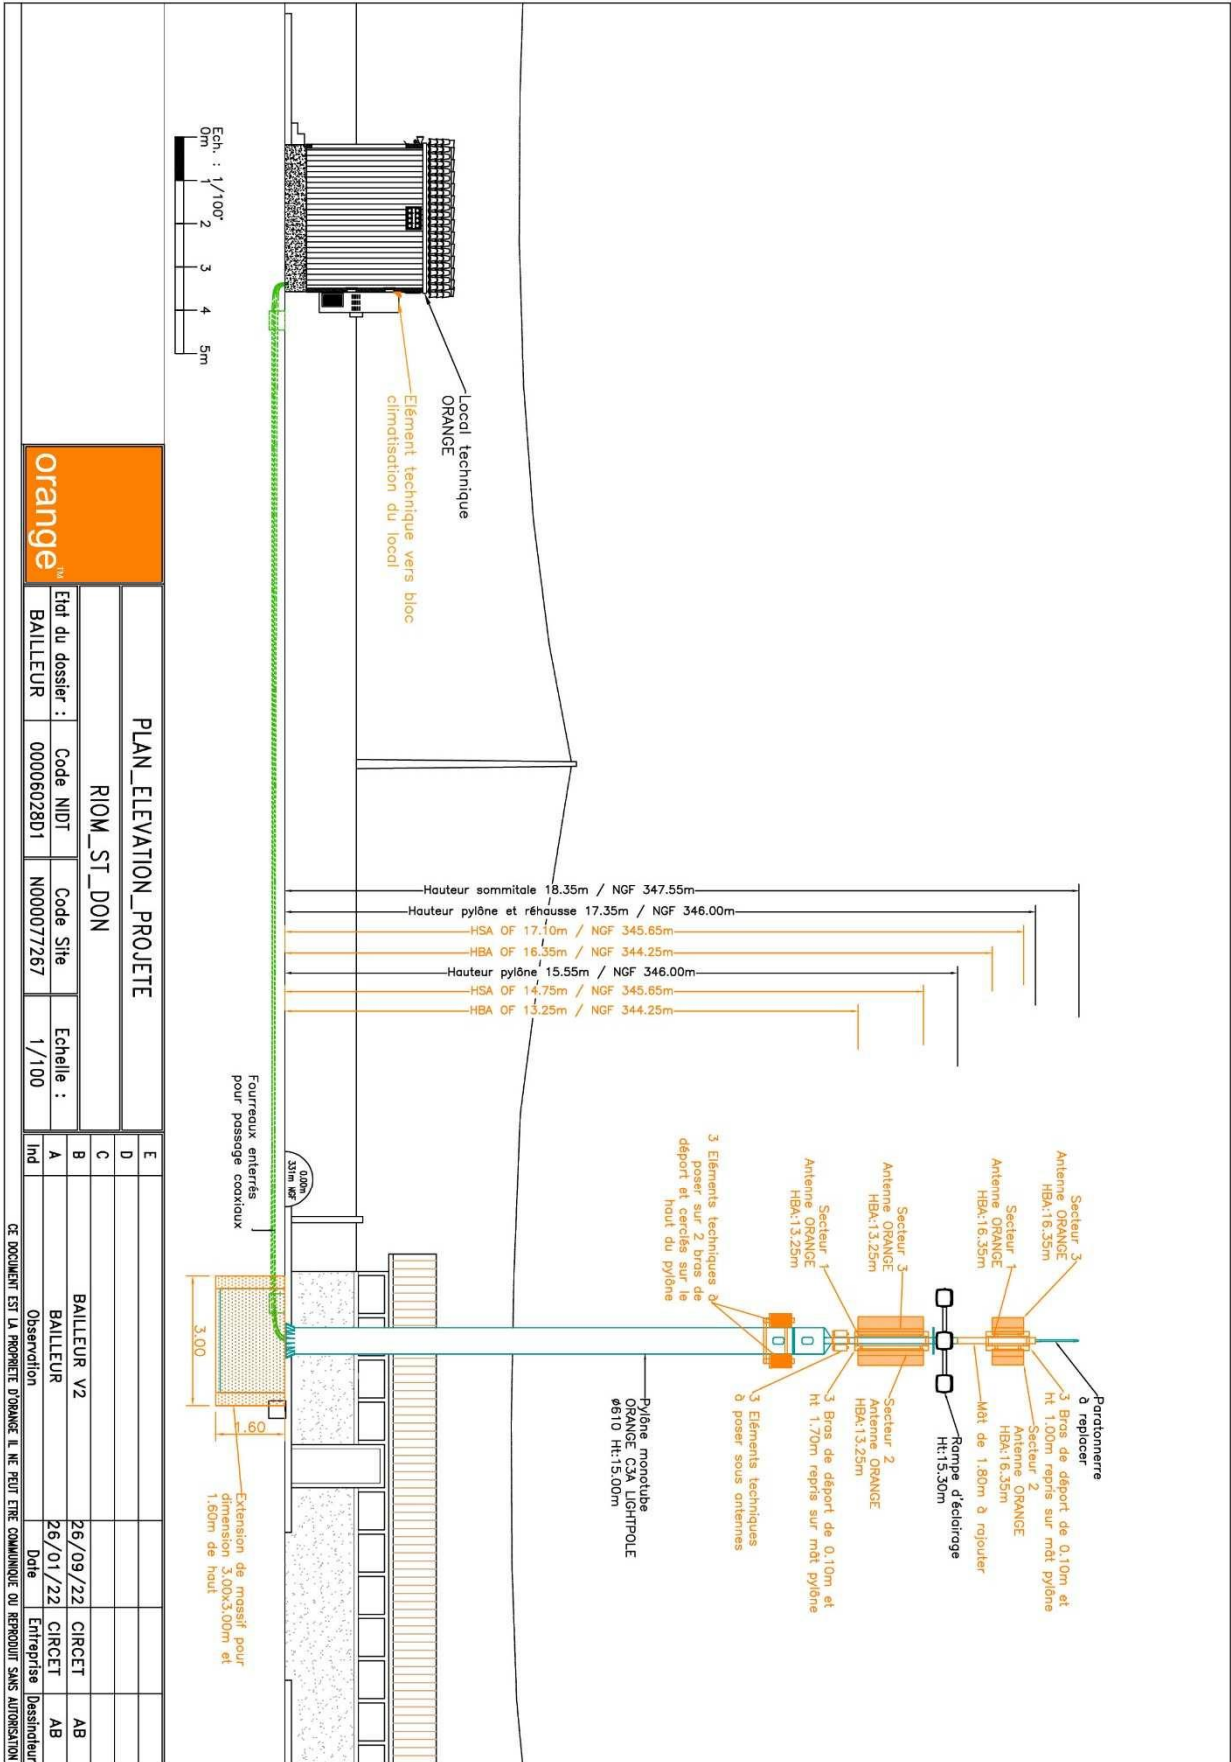 Hauteur sommitale 18.35m / NGF 347.55m
Hauteur pylône et réhausse 17.35m / NGF 346.00m
HSA OF 17.10m / NGF 345.65m
HBA OF 16.35m / NGF 344.25m
Hauteur pylône 15.55m / NGF 346.00m
HSA OF 14.75m / NGF 345.65m
HBA OF 13.25m / NGF 344.25m
Secteur 3
Antenne ORANGE
HBA:16.35m
Secteur 1
Antenne ORANGE
HBA:16.35m
Secteur 3
Antenne ORANGE
HBA:13.25m
Secteur 1
Antenne ORANGE
HBA:13.25m
3 Eléments techniques à
poser sur 2 bras de
déport et cerclés sur le
haut du pylône
Paratonnerre
à replacer
3 Bras de déport de 0.10m et
ht 1.00m repris sur mât pylône
Secteur 2
Antenne ORANGE
HBA:16.35m
Mât de 1.80m à rajouter
Rampe d'éclairage
Ht:15.30m
Secteur 2
Antenne ORANGE
HBA:13.25m
3 Bras de déport de 0.10m et
ht 1.70m repris sur mât pylône
3 Eléments techniques
à poser sous antennes
Pylône monotube
ORANGE C3A LIGHTPOLE
ø610 Ht:15.00m
Local technique
ORANGE
Elément technique vers bloc
climatisation du local
0.00m
331m NGF
Fourreaux enterrés
pour passage coaxiaux
3.00
1.60
Extension de massif pour
dimension 3.00x3.00m et
1.60m de haut
Ech. : 1/100°
0m 1 2 3 4 5m
orange™
PLAN_ELEVATION_PROJETE
RIOM_ST_DON
Etat du dossier : Code NIDT Code Site Echelle :
BAILLEUR 00006028D1 N00077267 1/100
E
D
C
B BAILLEUR V2 26/09/22 CIRCET AB
A BAILLEUR 26/01/22 CIRCET AB
Ind Observation Date Entreprise Dessinateur
CE DOCUMENT EST LA PROPRIETE D'ORANGE IL NE PEUT ETRE COMMUNIQUE OU REPRODUIT SANS AUTORISATION